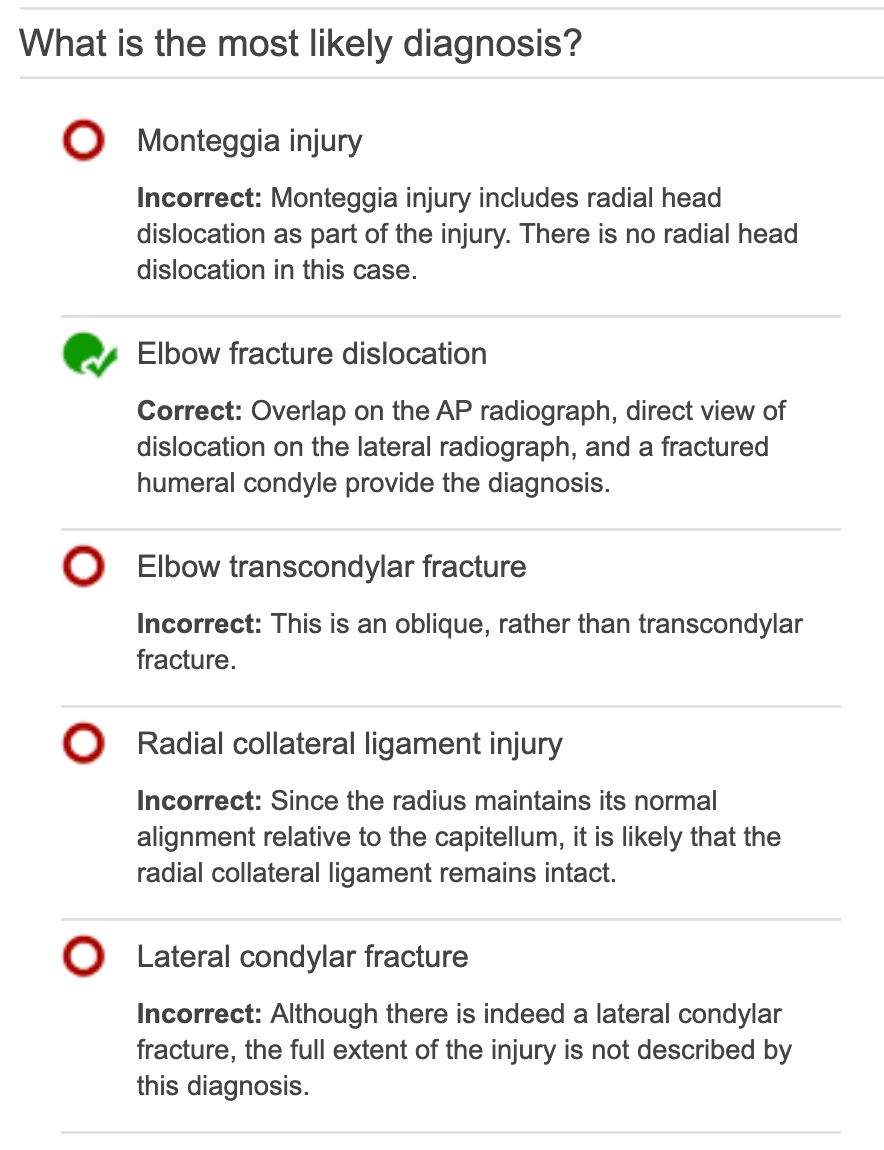 What is the most likely diagnosis?
Monteggia injury
Incorrect: Monteggia injury includes radial head
dislocation as part of the injury. There is no radial head
dislocation in this case.
Elbow fracture dislocation
Correct: Overlap on the AP radiograph, direct view of
dislocation on the lateral radiograph, and a fractured
humeral condyle provide the diagnosis.
Elbow transcondylar fracture
Incorrect: This is an oblique, rather than transcondylar
fracture.
Radial collateral ligament injury
Incorrect: Since the radius maintains its normal
alignment relative to the capitellum, it is likely that the
radial collateral ligament remains intact.
Lateral condylar fracture
Incorrect: Although there is indeed a lateral condylar
fracture, the full extent of the injury is not described by
this diagnosis.